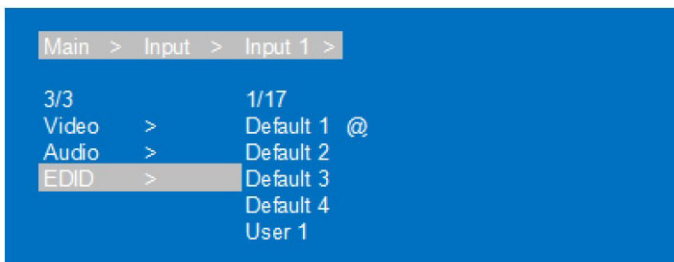 Main > Input > Input 1 >
3/3 1/17
Video > Default 1 @
Audio > Default 2
EDID > Default 3
Default 4
User 1